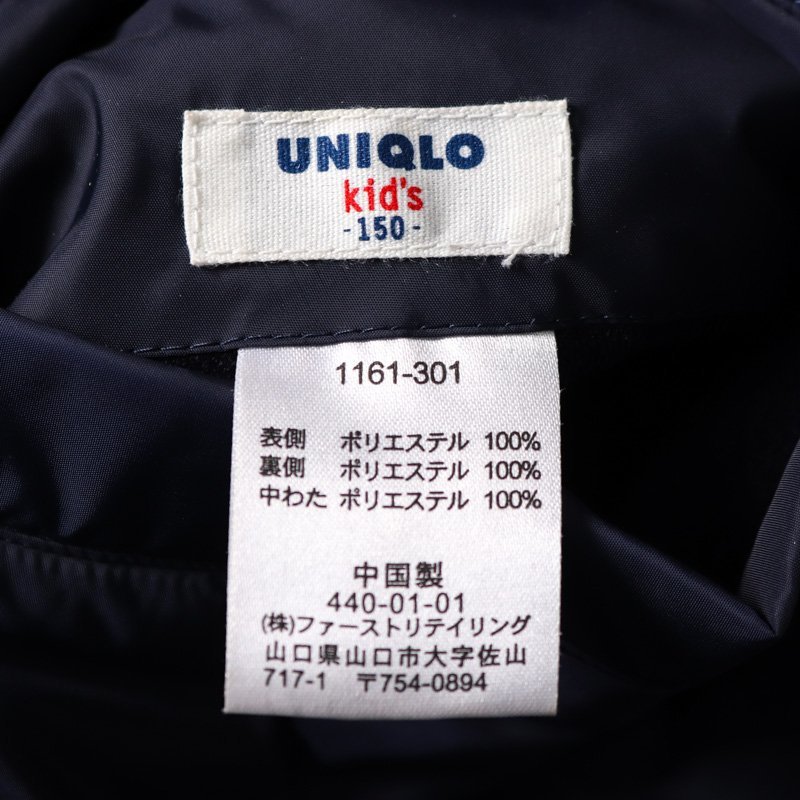 UNIQLO
kid's
-150-
1161-301
表側 ポリエステル 100%
裏側 ポリエステル 100%
中わた ポリエステル 100%
中国製
440-01-01
(株)ファーストリテイリング
山口県山口市大字佐山
717-1 〒754-0894